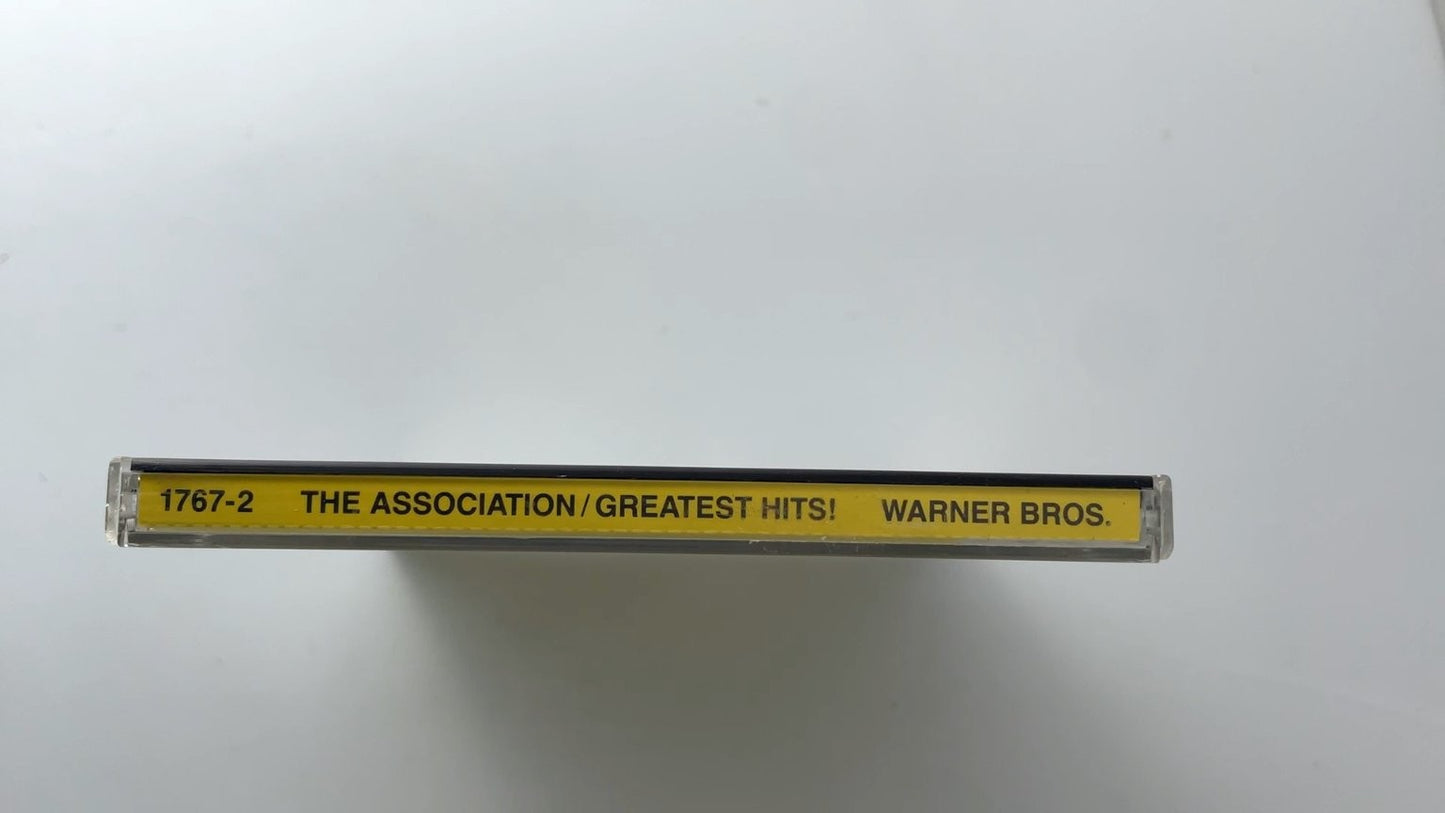 1767-2 THE ASSOCIATION/GREATEST HITS! WARNER BROS.